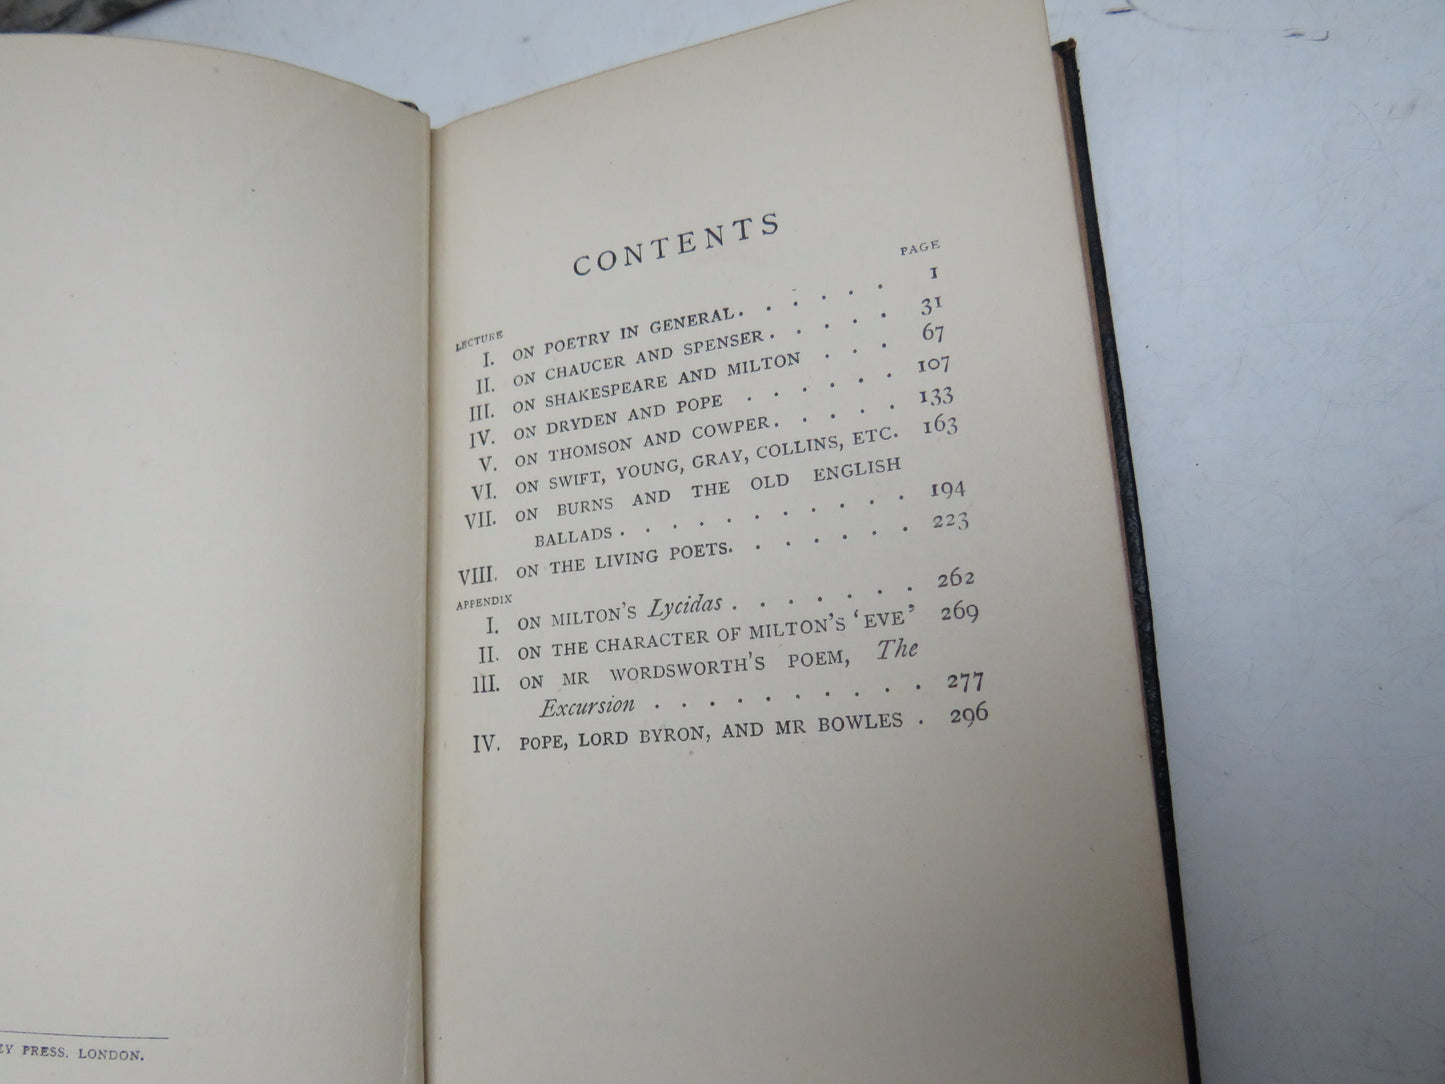 CONTENTS
PAGE
LECTURE
I. ON POETRY IN GENERAL . . . . . . 1
II. ON CHAUCER AND SPENSER . . . . . 31
III. ON SHAKESPEARE AND MILTON . . . 67
IV. ON DRYDEN AND POPE . . . . . . 107
V. ON THOMSON AND COWPER . . . . . 133
VI. ON SWIFT, YOUNG, GRAY, COLLINS, ETC. 163
VII. ON BURNS AND THE OLD ENGLISH
BALLADS . . . . . . . . . . . 194
VIII. ON THE LIVING POETS . . . . . . . 223
APPENDIX
I. ON MILTON'S Lycidas . . . . . . . 262
II. ON THE CHARACTER OF MILTON'S 'EVE' 269
III. ON MR WORDSWORTH'S POEM, The
Excursion . . . . . . . . . . 277
IV. POPE, LORD BYRON, AND MR BOWLES . 296
PRESS, LONDON.